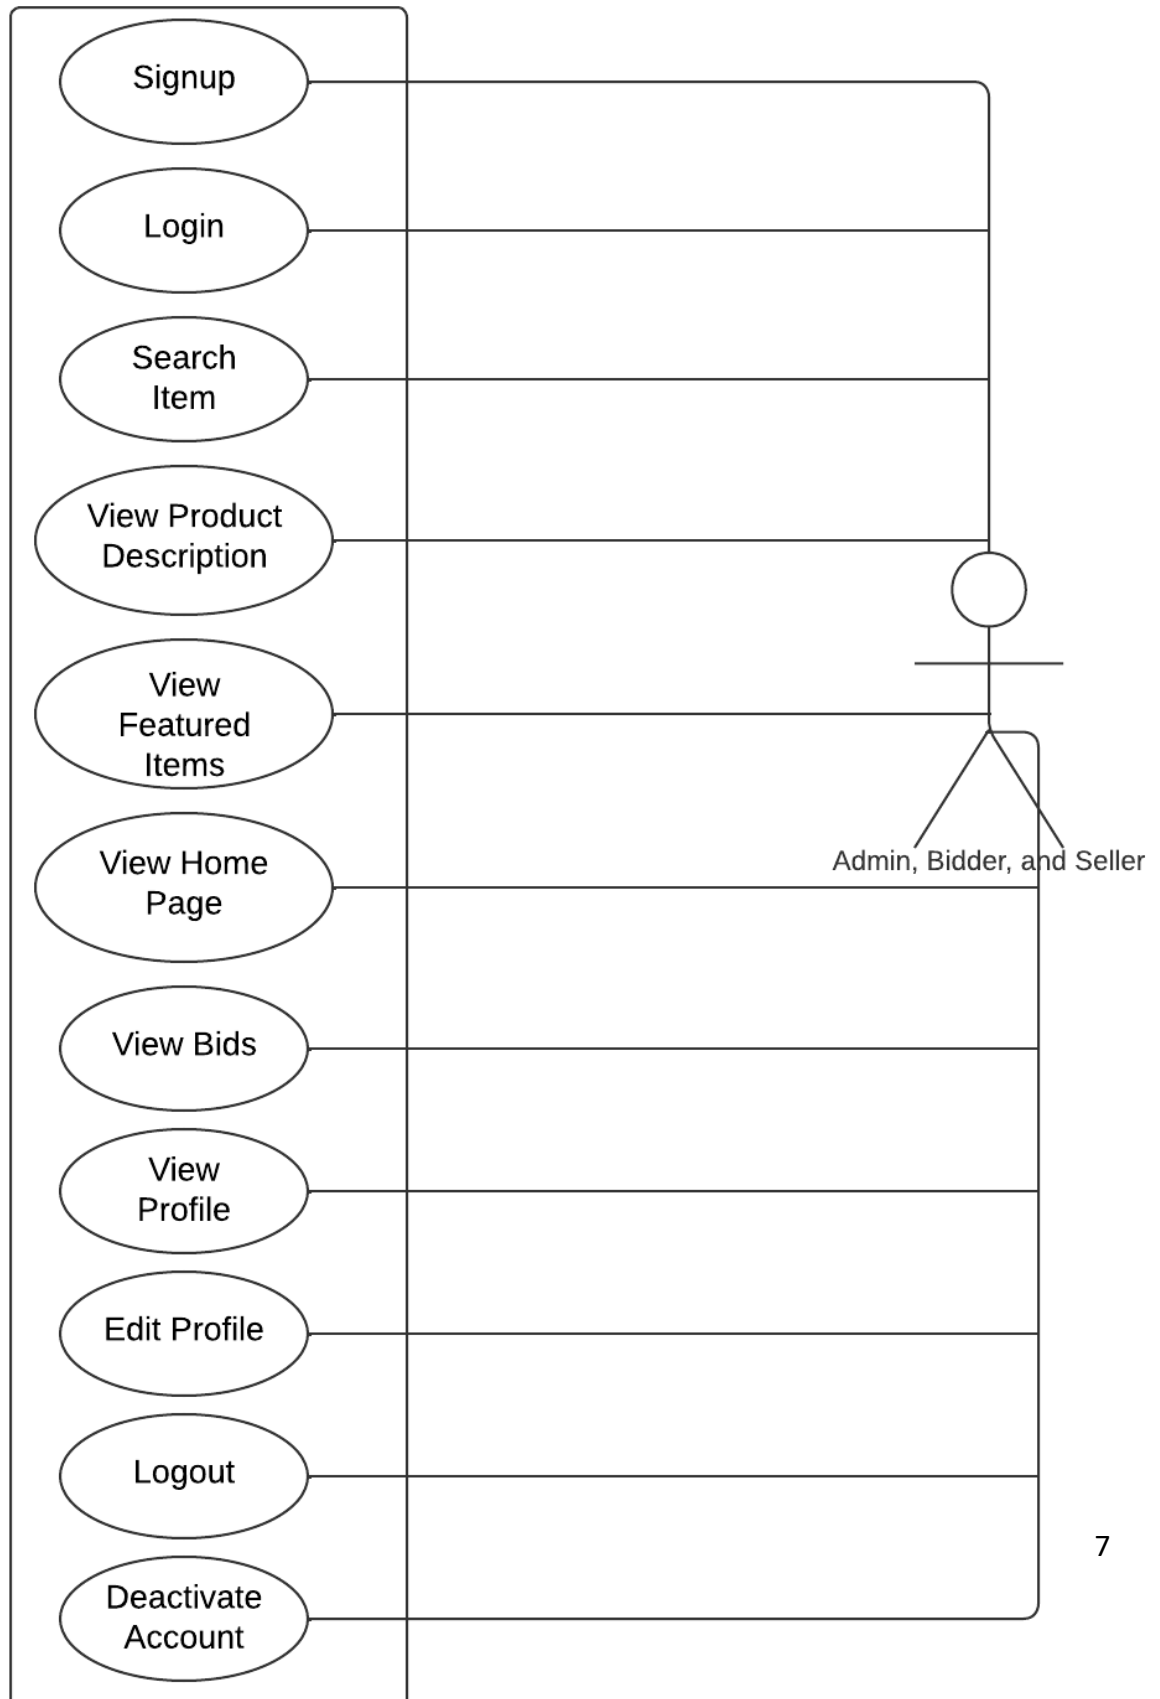 Signup
Login
Search
Item
View Product
Description
View
Featured
Items
View Home
Page
Admin, Bidder, and Seller
View Bids
View
Profile
Edit Profile
Logout
7
Deactivate
Account